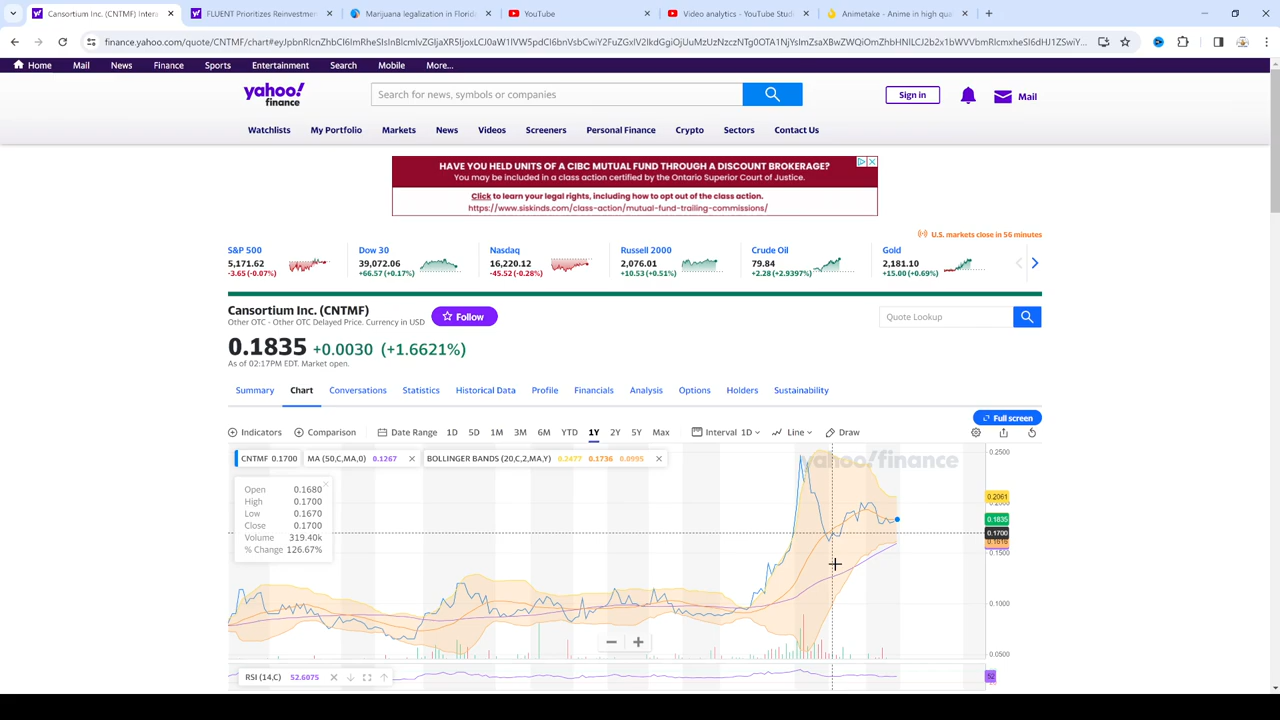 Cansortium Inc. (CNTMF) Intera
FLUENT Prioritizes Reinvestmen
Marijuana legalization in Florida
YouTube
Video analytics - YouTube Studi
Animetake - Anime in high qua
Home Mail News Finance Sports Entertainment Search Mobile More...
yahoo!
finance
Search for news, symbols or companies
Sign in
Mail
Watchlists My Portfolio Markets News Videos Screeners Personal Finance Crypto Sectors Contact Us
HAVE YOU HELD UNITS OF A CIBC MUTUAL FUND THROUGH A DISCOUNT BROKERAGE?
You may be included in a class action certified by the Ontario Superior Court of Justice.
Click to learn your legal rights, including how to opt out of the class action.
https://www.siskinds.com/class-action/mutual-fund-trailing-commissions/
U.S. markets close in 56 minutes
S&P 500
5,171.62
-3.65 (-0.07%)
Dow 30
39,072.06
+66.57 (+0.17%)
Nasdaq
16,220.12
-45.52 (-0.28%)
Russell 2000
2,076.01
+10.53 (+0.51%)
Crude Oil
79.84
+2.28 (+2.9397%)
Gold
2,181.10
+15.00 (+0.69%)
Cansortium Inc. (CNTMF)
Other OTC - Other OTC Delayed Price. Currency in USD
Follow
Quote Lookup
0.1835 +0.0030 (+1.6621%)
As of 02:17PM EDT. Market open.
Summary Chart Conversations Statistics Historical Data Profile Financials Analysis Options Holders Sustainability
Full screen
Indicators Comparison Date Range 1D 5D 1M 3M 6M YTD 1Y 2Y 5Y Max Interval 1D Line Draw
CNTMF 0.1700 MA (50,C,MA,0) 0.1267 BOLLINGER BANDS (20,C,2,MA,Y) 0.2477 0.1736 0.0995
yahoo!finance
Open 0.1680
High 0.1700
Low 0.1670
Close 0.1700
Volume 319.40k
% Change 126.67%
0.2500
0.2061
0.1835
0.1700
0.1500
0.1000
0.0500
RSI (14,C) 52.6075
52